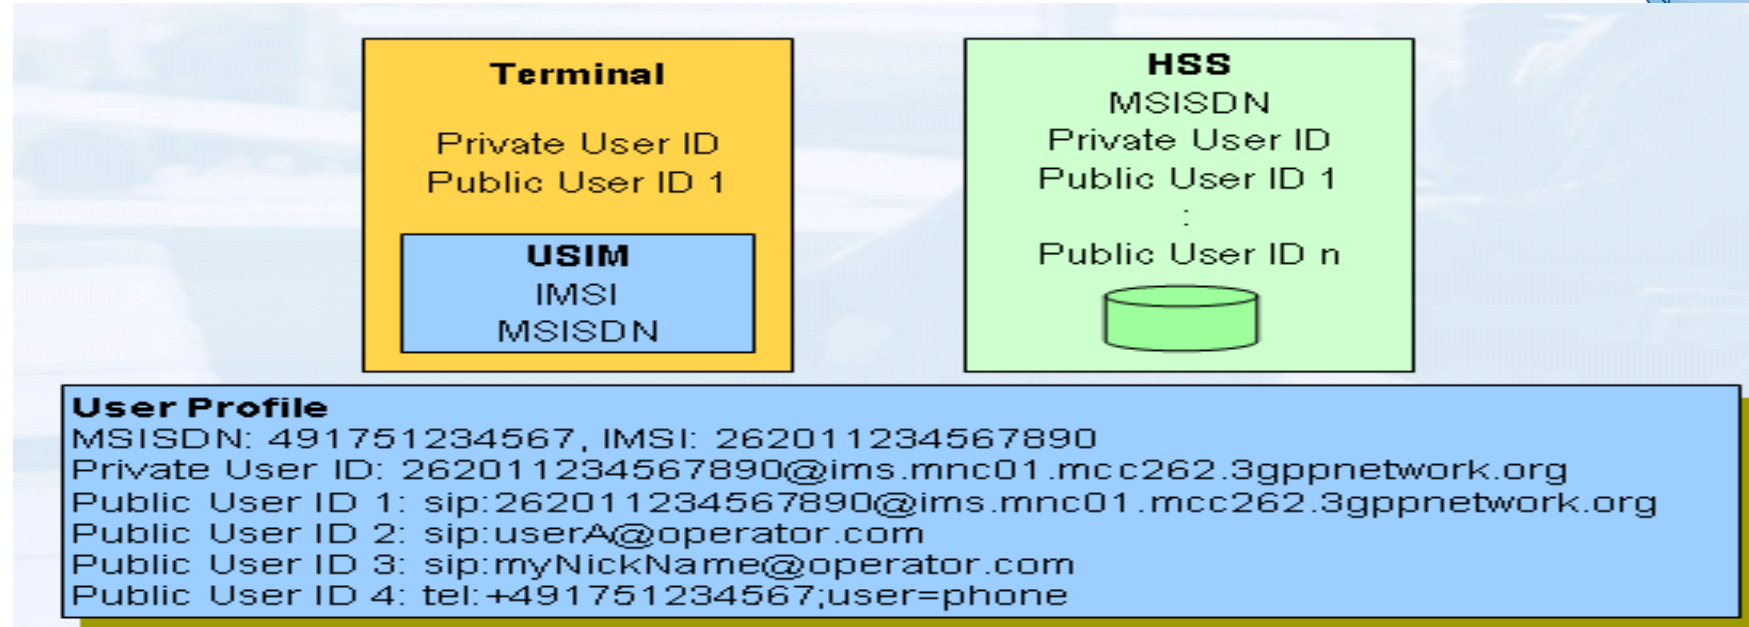 Terminal
Private User ID
Public User ID 1
USIM
IMSI
MSISDN
HSS
MSISDN
Private User ID
Public User ID 1
:
Public User ID n
User Profile
MSISDN: 491751234567, IMSI: 262011234567890
Private User ID: 262011234567890@ims.mnc01.mcc262.3gppnetwork.org
Public User ID 1: sip:262011234567890@ims.mnc01.mcc262.3gppnetwork.org
Public User ID 2: sip:userA@operator.com
Public User ID 3: sip:myNickName@operator.com
Public User ID 4: tel:+491751234567;user=phone